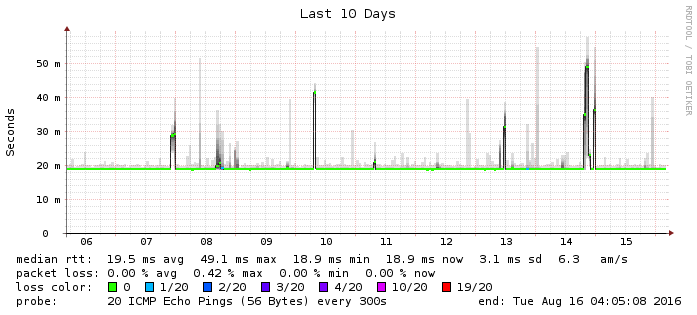 Last 10 Days
RRDTOOL / TOBI OETIKER
Seconds
50 m
40 m
30 m
20 m
10 m
0
06 07 08 09 10 11 12 13 14 15
median rtt: 19.5 ms avg 49.1 ms max 18.9 ms min 18.9 ms now 3.1 ms sd 6.3 am/s
packet loss: 0.00 % avg 0.42 % max 0.00 % min 0.00 % now
loss color: 0 1/20 2/20 3/20 4/20 10/20 19/20
probe: 20 ICMP Echo Pings (56 Bytes) every 300s end: Tue Aug 16 04:05:08 2016